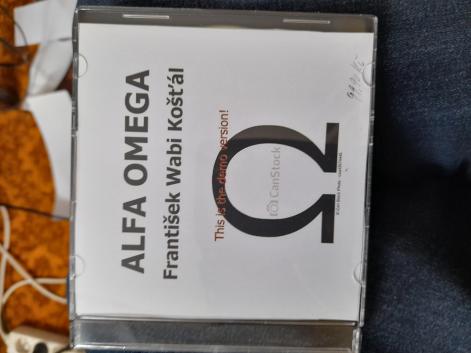 ALFA OMEGA
František Wabi Košťál
This is the demo version!
Ω
CanStock